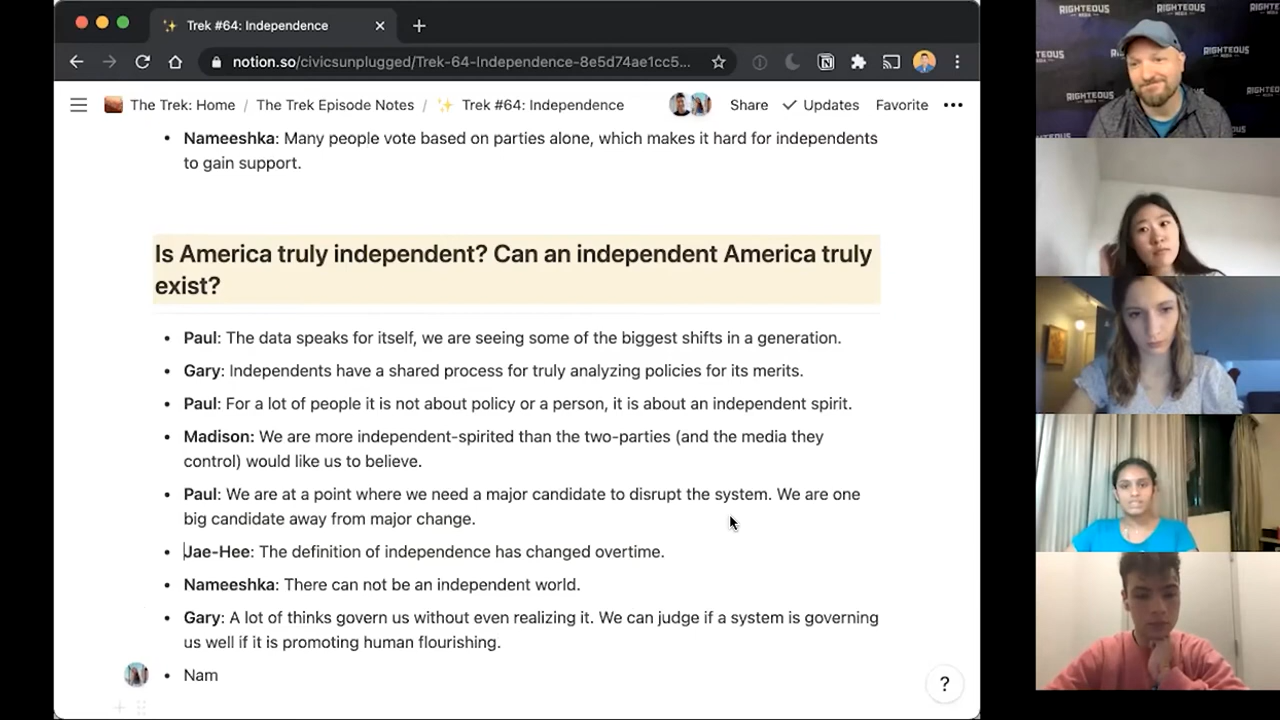 Trek #64: Independence
notion.so/civicsunplugged/Trek-64-Independence-8e5d74ae1cc5...
The Trek: Home / The Trek Episode Notes / Trek #64: Independence Share Updates Favorite
Nameeshka: Many people vote based on parties alone, which makes it hard for independents
to gain support.
Is America truly independent? Can an independent America truly
exist?
Paul: The data speaks for itself, we are seeing some of the biggest shifts in a generation.
Gary: Independents have a shared process for truly analyzing policies for its merits.
Paul: For a lot of people it is not about policy or a person, it is about an independent spirit.
Madison: We are more independent-spirited than the two-parties (and the media they
control) would like us to believe.
Paul: We are at a point where we need a major candidate to disrupt the system. We are one
big candidate away from major change.
Jae-Hee: The definition of independence has changed overtime.
Nameeshka: There can not be an independent world.
Gary: A lot of thinks govern us without even realizing it. We can judge if a system is governing
us well if it is promoting human flourishing.
Nam
?
RIGHTEOUS
MEDIA
RIGHTEOUS
MEDIA
RIGHTEOUS
RIGHTEOUS